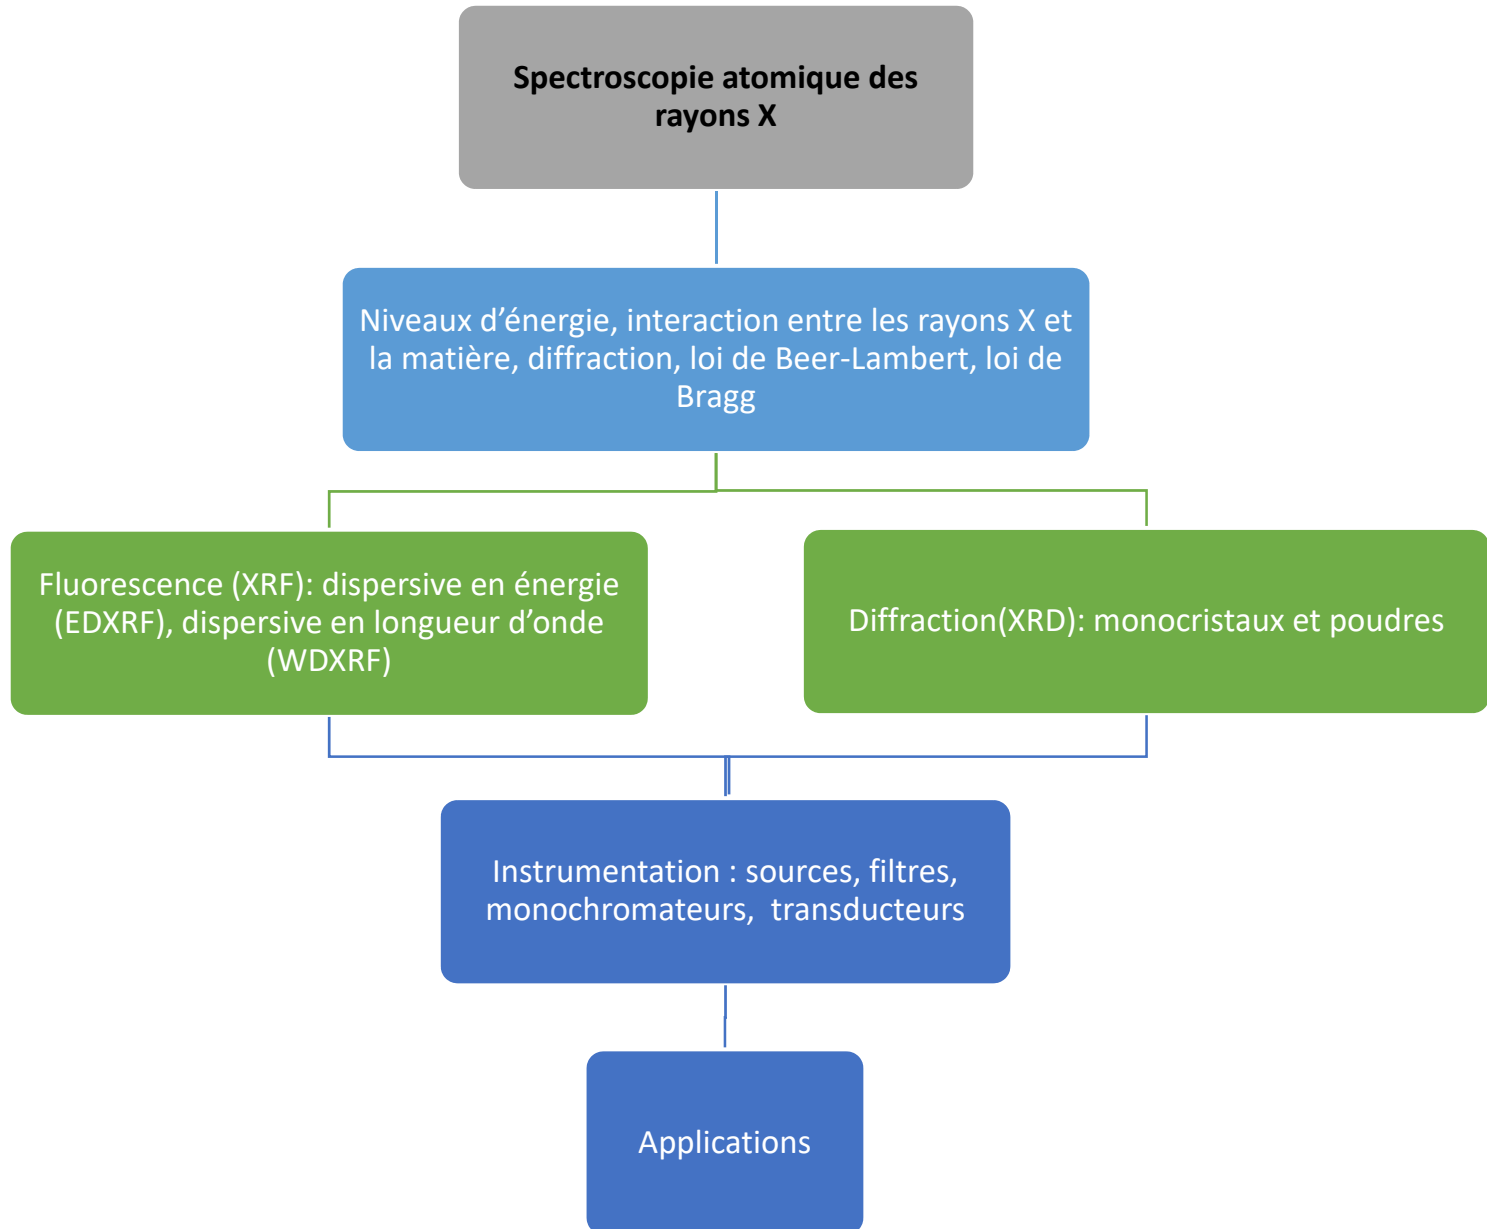 Spectroscopie atomique des
rayons X
Niveaux d’énergie, interaction entre les rayons X et
la matière, diffraction, loi de Beer-Lambert, loi de
Bragg
Fluorescence (XRF): dispersive en énergie
(EDXRF), dispersive en longueur d’onde
(WDXRF)
Diffraction(XRD): monocristaux et poudres
Instrumentation : sources, filtres,
monochromateurs,  transducteurs
Applications